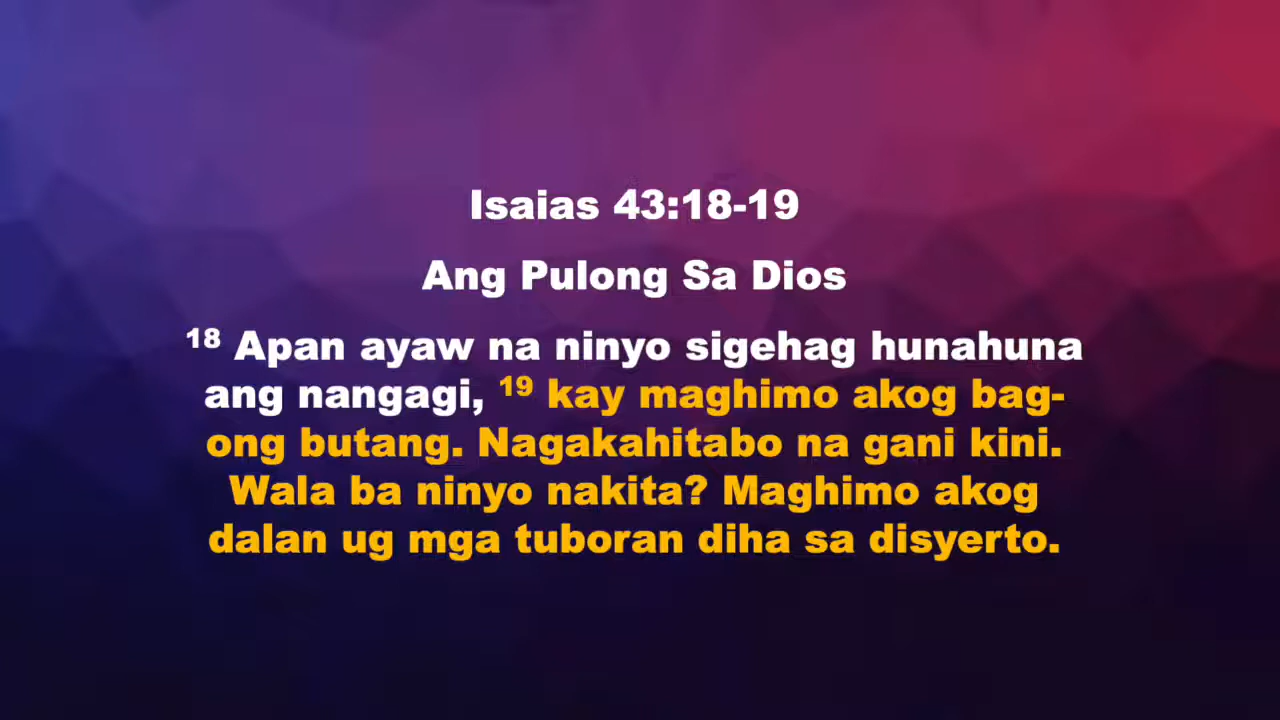 Isaias 43:18-19
Ang Pulong Sa Dios
18 Apan ayaw na ninyo sigehag hunahuna
ang nangagi, 19 kay maghimo akog bag-
ong butang. Nagakahitabo na gani kini.
Wala ba ninyo nakita? Maghimo akog
dalan ug mga tuboran diha sa disyerto.